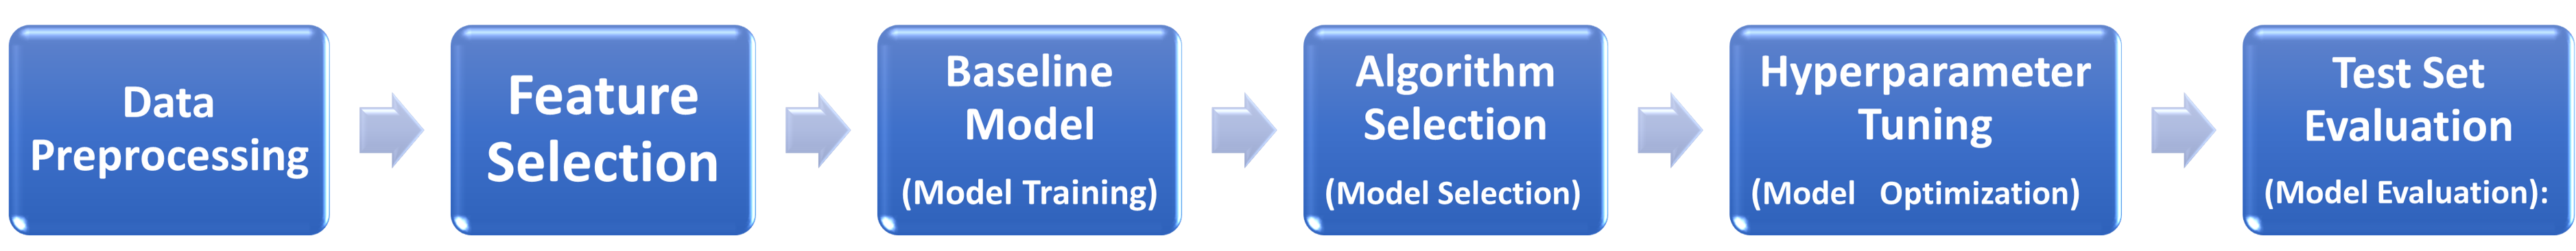 Data
Preprocessing
Feature
Selection
Baseline
Model
(Model Training)
Algorithm
Selection
(Model Selection)
Hyperparameter
Tuning
(Model Optimization)
Test Set
Evaluation
(Model Evaluation):